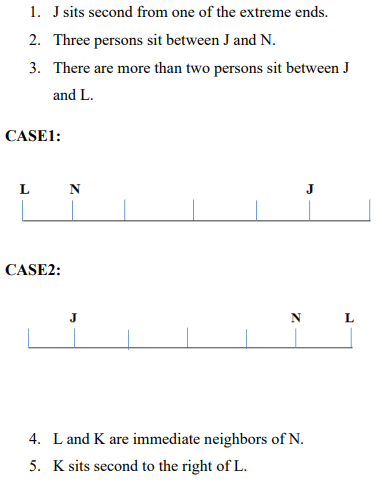 1. J sits second from one of the extreme ends.
2. Three persons sit between J and N.
3. There are more than two persons sit between J
and L.
CASE1:
L N J
CASE2:
J N L
4. L and K are immediate neighbors of N.
5. K sits second to the right of L.